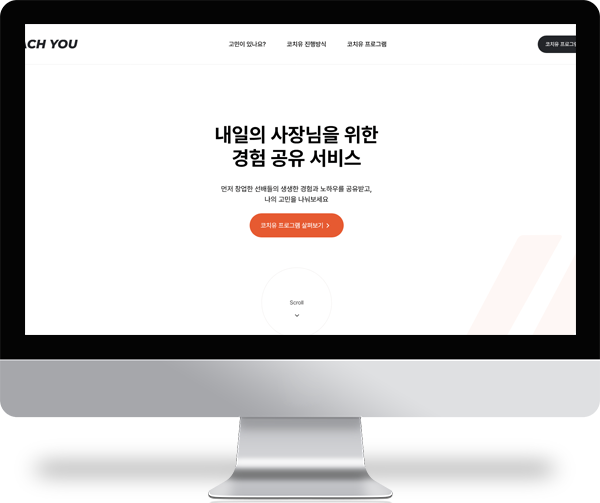 ACH YOU
고민이 있나요?
코치유 진행방식
코치유 프로그램
코치유 프로그램
내일의 사장님을 위한
경험 공유 서비스
먼저 창업한 선배들의 생생한 경험과 노하우를 공유받고,
나의 고민을 나눠보세요
코치유 프로그램 살펴보기 >
Scroll